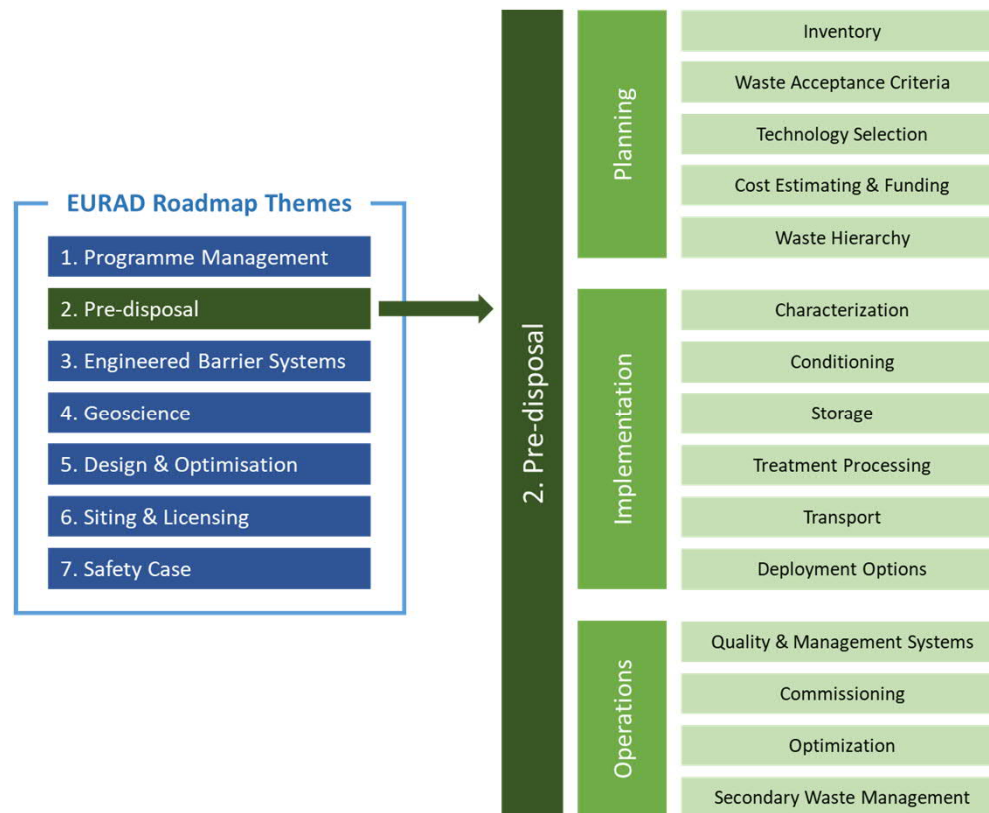 EURAD Roadmap Themes
1. Programme Management
2. Pre-disposal
3. Engineered Barrier Systems
4. Geoscience
5. Design & Optimisation
6. Siting & Licensing
7. Safety Case
2. Pre-disposal
Planning
Inventory
Waste Acceptance Criteria
Technology Selection
Cost Estimating & Funding
Waste Hierarchy
Implementation
Characterization
Conditioning
Storage
Treatment Processing
Transport
Deployment Options
Operations
Quality & Management Systems
Commissioning
Optimization
Secondary Waste Management